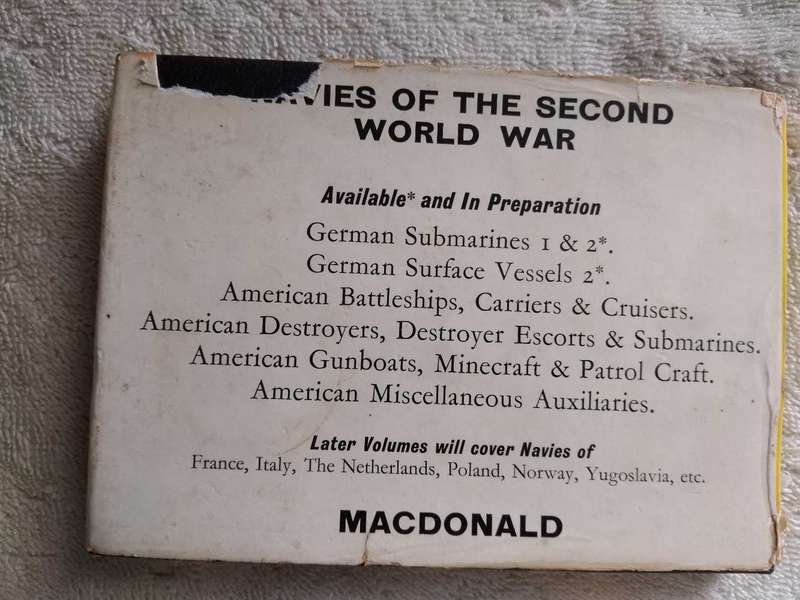 NAVIES OF THE SECOND
WORLD WAR
Available* and In Preparation
German Submarines 1 & 2*.
German Surface Vessels 2*.
American Battleships, Carriers & Cruisers.
American Destroyers, Destroyer Escorts & Submarines.
American Gunboats, Minecraft & Patrol Craft.
American Miscellaneous Auxiliaries.
Later Volumes will cover Navies of
France, Italy, The Netherlands, Poland, Norway, Yugoslavia, etc.
MACDONALD